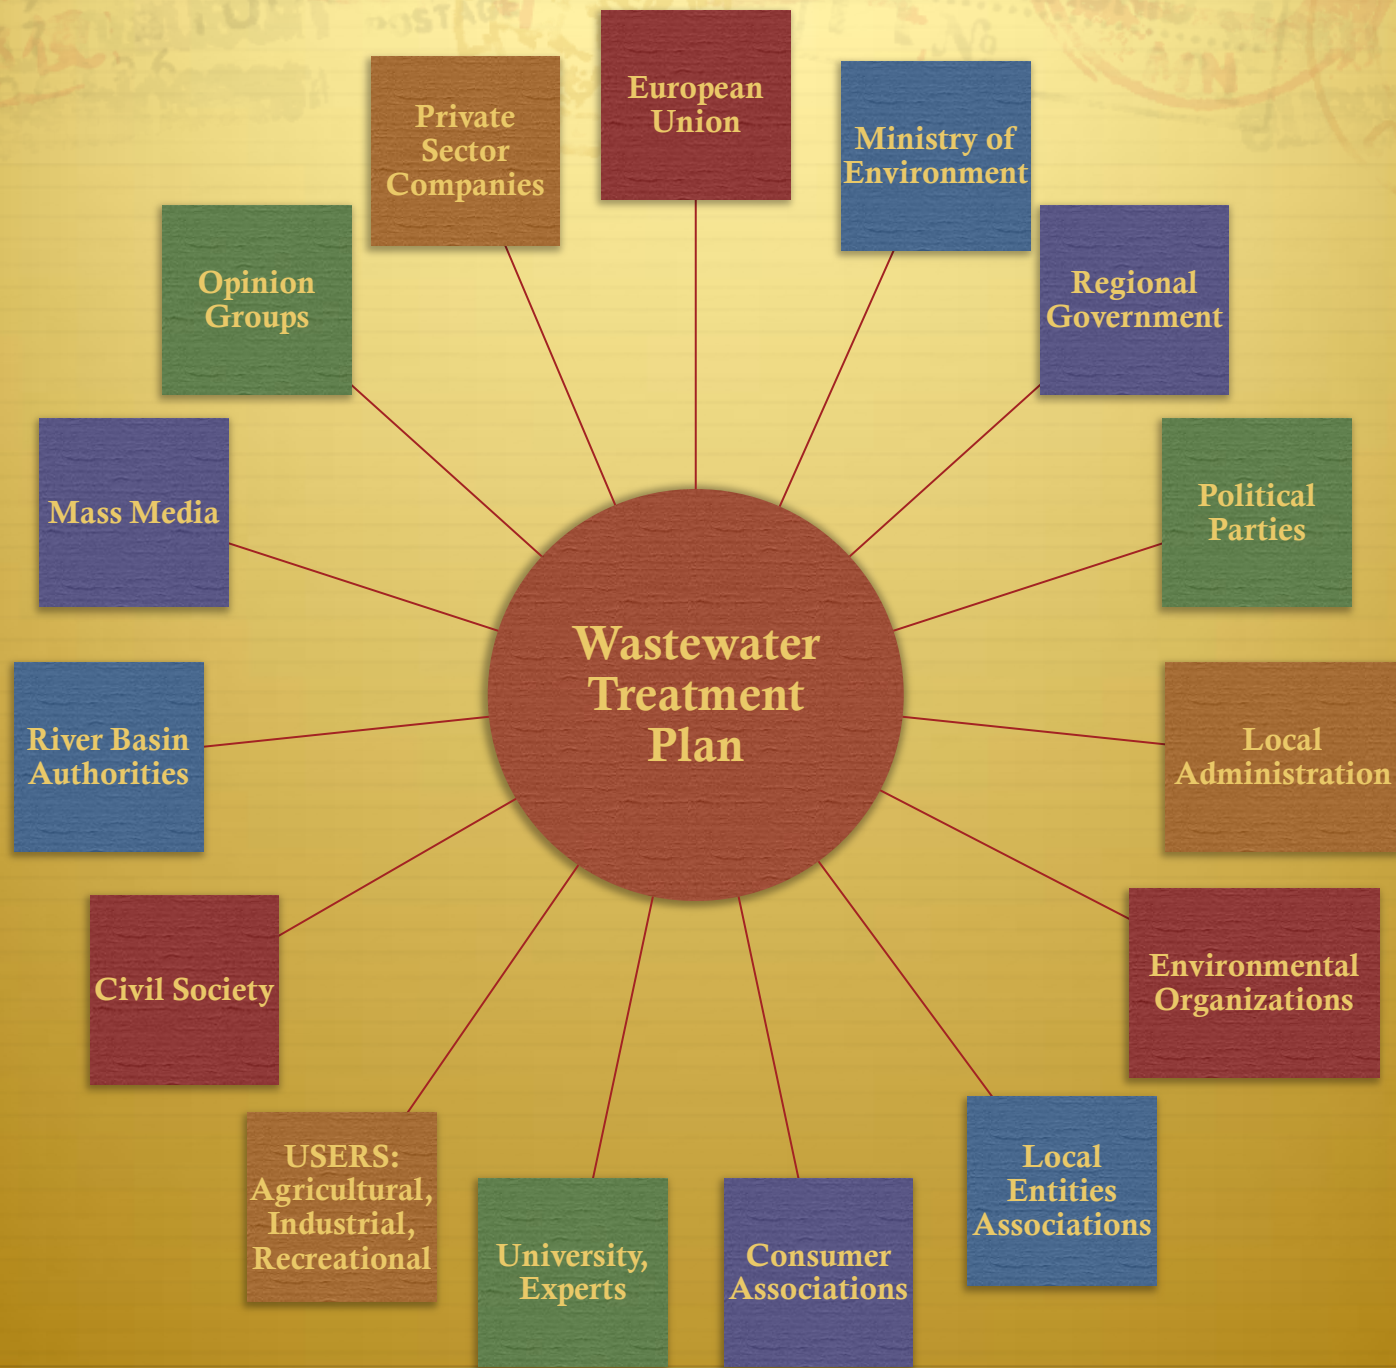 European
Union
Ministry of
Environment
Regional
Government
Political
Parties
Local
Administration
Environmental
Organizations
Local
Entities
Associations
Consumer
Associations
University,
Experts
USERS:
Agricultural,
Industrial,
Recreational
Civil Society
River Basin
Authorities
Mass Media
Opinion
Groups
Private
Sector
Companies
Wastewater
Treatment
Plan
POSTAGE